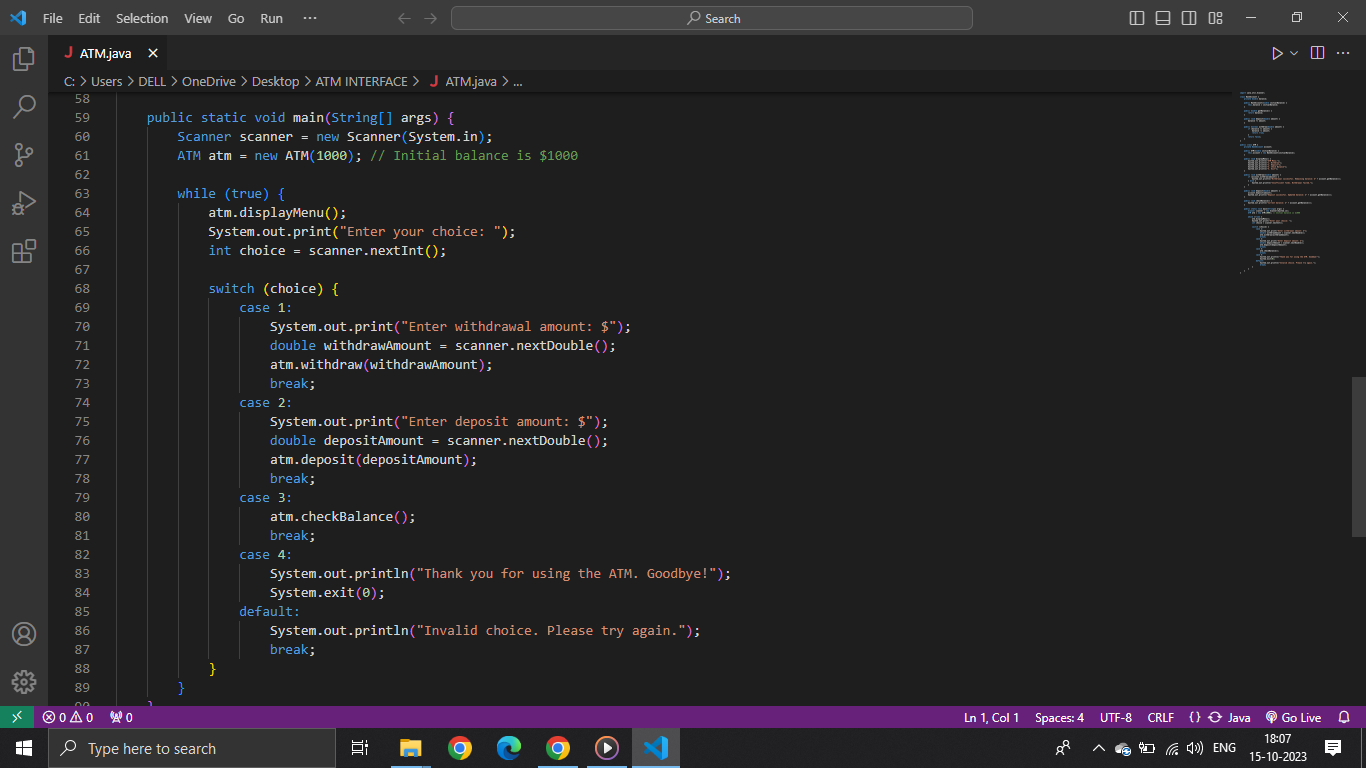 File Edit Selection View Go Run ··· Search
J ATM.java ×
C: > Users > DELL > OneDrive > Desktop > ATM INTERFACE > J ATM.java > ...
58
59 public static void main(String[] args) {
60 Scanner scanner = new Scanner(System.in);
61 ATM atm = new ATM(1000); // Initial balance is $1000
62
63 while (true) {
64 atm.displayMenu();
65 System.out.print("Enter your choice: ");
66 int choice = scanner.nextInt();
67
68 switch (choice) {
69 case 1:
70 System.out.print("Enter withdrawal amount: $");
71 double withdrawAmount = scanner.nextDouble();
72 atm.withdraw(withdrawAmount);
73 break;
74 case 2:
75 System.out.print("Enter deposit amount: $");
76 double depositAmount = scanner.nextDouble();
77 atm.deposit(depositAmount);
78 break;
79 case 3:
80 atm.checkBalance();
81 break;
82 case 4:
83 System.out.println("Thank you for using the ATM. Goodbye!");
84 System.exit(0);
85 default:
86 System.out.println("Invalid choice. Please try again.");
87 break;
88 }
89 }
90 }
0 0 0 Ln 1, Col 1 Spaces: 4 UTF-8 CRLF {} Java Go Live
Type here to search ENG 18:07
15-10-2023